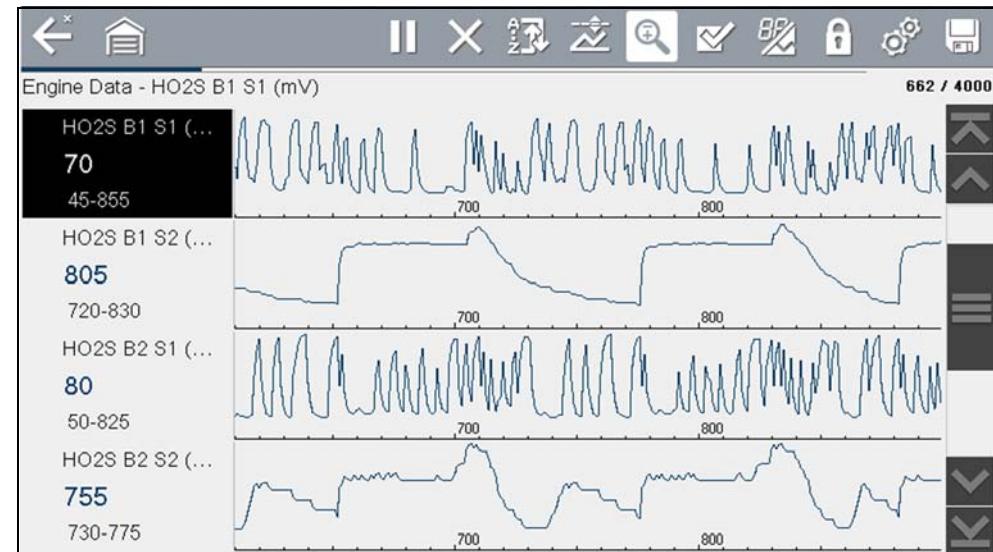 Engine Data - HO2S B1 S1 (mV)
662 / 4000
HO2S B1 S1 (...
70
45-855
700
800
HO2S B1 S2 (...
805
720-830
700
800
HO2S B2 S1 (...
80
50-825
700
800
HO2S B2 S2 (...
755
730-775
700
800